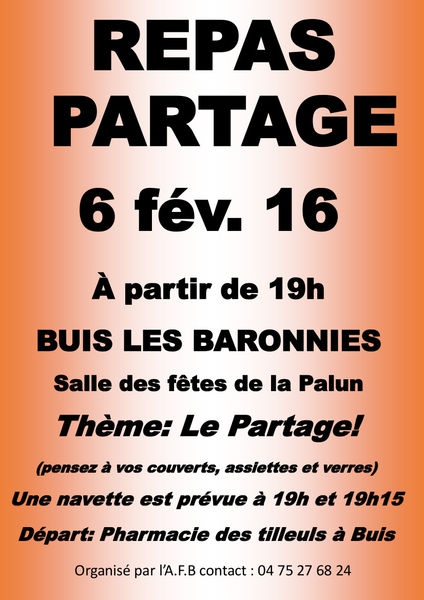 REPAS
PARTAGE
6 fév. 16
À partir de 19h
BUIS LES BARONNIES
Salle des fêtes de la Palun
Thème: Le Partage!
(pensez à vos couverts, assiettes et verres)
Une navette est prévue à 19h et 19h15
Départ: Pharmacie des tilleuls à Buis
Organisé par l'A.F.B contact : 04 75 27 68 24